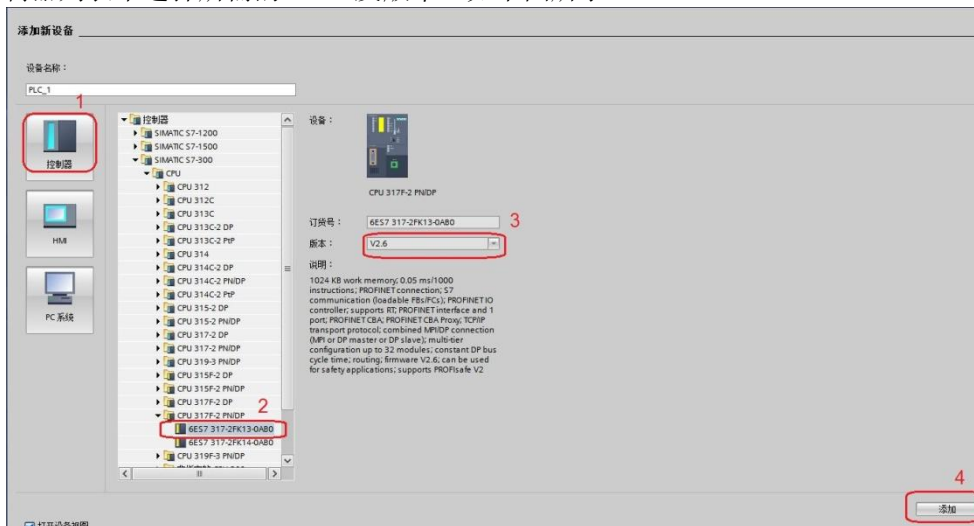 添加新设备
设备名称：
PLC_1
1
控制器
HMI
PC 系统
控制器
SIMATIC S7-1200
SIMATIC S7-1500
SIMATIC S7-300
CPU
CPU 312
CPU 312C
CPU 313C
CPU 313C-2 DP
CPU 313C-2 PtP
CPU 314
CPU 314C-2 DP
CPU 314C-2 PN/DP
CPU 314C-2 PtP
CPU 315-2 DP
CPU 315-2 PN/DP
CPU 317-2 DP
CPU 317-2 PN/DP
CPU 319-3 PN/DP
CPU 315F-2 DP
CPU 315F-2 PN/DP
CPU 317F-2 DP
2
CPU 317F-2 PN/DP
6ES7 317-2FK13-0AB0
6ES7 317-2FK14-0AB0
CPU 319F-3 PN/DP
设备：
CPU 317F-2 PN/DP
订货号： 6ES7 317-2FK13-0AB0
3
版本： V2.6
说明：
1024 KB work memory; 0.05 ms/1000
instructions; PROFINET connection; S7
communication (loadable FBs/FCs); PROFINET IO
controller; supports RT; PROFINET interface and 1
port; PROFINET CBA; PROFINET CBA Proxy; TCP/IP
transport protocol; combined MPI/DP connection
(MPI or DP master or DP slave); multi-tier
configuration up to 32 modules; constant DP bus
cycle time; routing; firmware V2.6; can be used
for safety applications; supports PROFIsafe V2
4
添加
打开设备视图